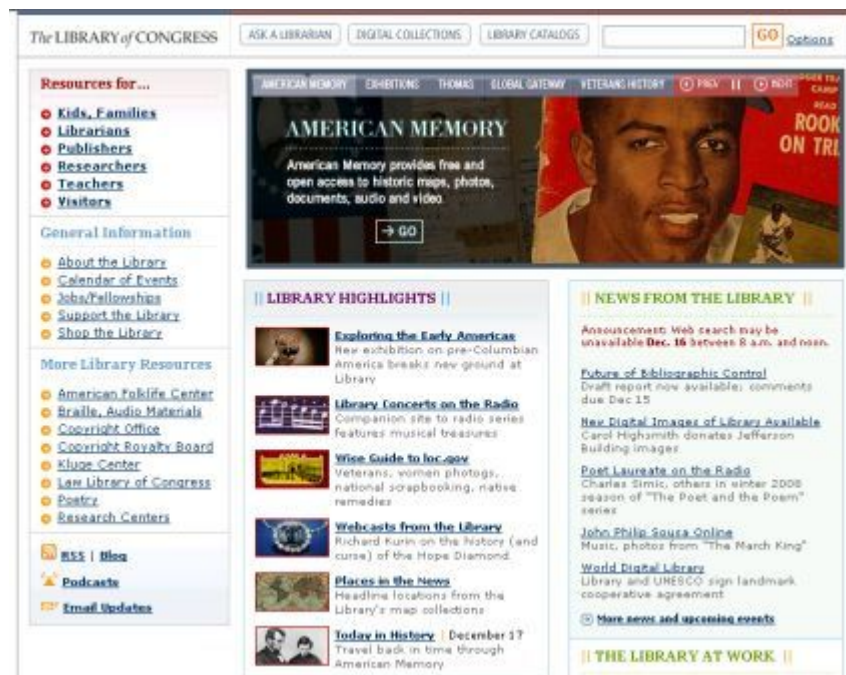 The LIBRARY of CONGRESS
ASK A LIBRARIAN
DIGITAL COLLECTIONS
LIBRARY CATALOGS
GO
Options
Resources for...
Kids, Families
Librarians
Publishers
Researchers
Teachers
Visitors
General Information
About the Library
Calendar of Events
Jobs/Fellowships
Support the Library
Shop the Library
More Library Resources
American Folklife Center
Braille, Audio Materials
Copyright Office
Copyright Royalty Board
Kluge Center
Law Library of Congress
Poetry
Research Centers
RSS | Blog
Podcasts
Email Updates
AMERICAN MEMORY
EXHIBITIONS
THOMAS
GLOBAL GATEWAY
VETERANS HISTORY
PREV
NEXT
AMERICAN MEMORY
American Memory provides free and
open access to historic maps, photos,
documents, audio and video.
GO
CAMP
READ
ROOK
ON TRI
|| LIBRARY HIGHLIGHTS ||
Exploring the Early Americas
New exhibition on pre-Columbian
America breaks new ground at
Library
Library Concerts on the Radio
Companion site to radio series
features musical treasures
Wise Guide to loc.gov
Veterans, women photogs,
national scrapbooking, native
remedies
Webcasts from the Library
Richard Kurin on the history (and
curse) of the Hope Diamond
Places in the News
Headline locations from the
Library's map collections
Today in History | December 17
Travel back in time through
American Memory
|| NEWS FROM THE LIBRARY ||
Announcement: Web search may be
unavailable Dec. 16 between 8 a.m. and noon.
Future of Bibliographic Control
Draft report now available; comments
due Dec 15
New Digital Images of Library Available
Carol Highsmith donates Jefferson
Building images
Poet Laureate on the Radio
Charles Simic, others in winter 2008
season of "The Poet and the Poem"
series
John Philip Sousa Online
Music, photos from "The March King"
World Digital Library
Library and UNESCO sign landmark
cooperative agreement
More news and upcoming events
|| THE LIBRARY AT WORK ||